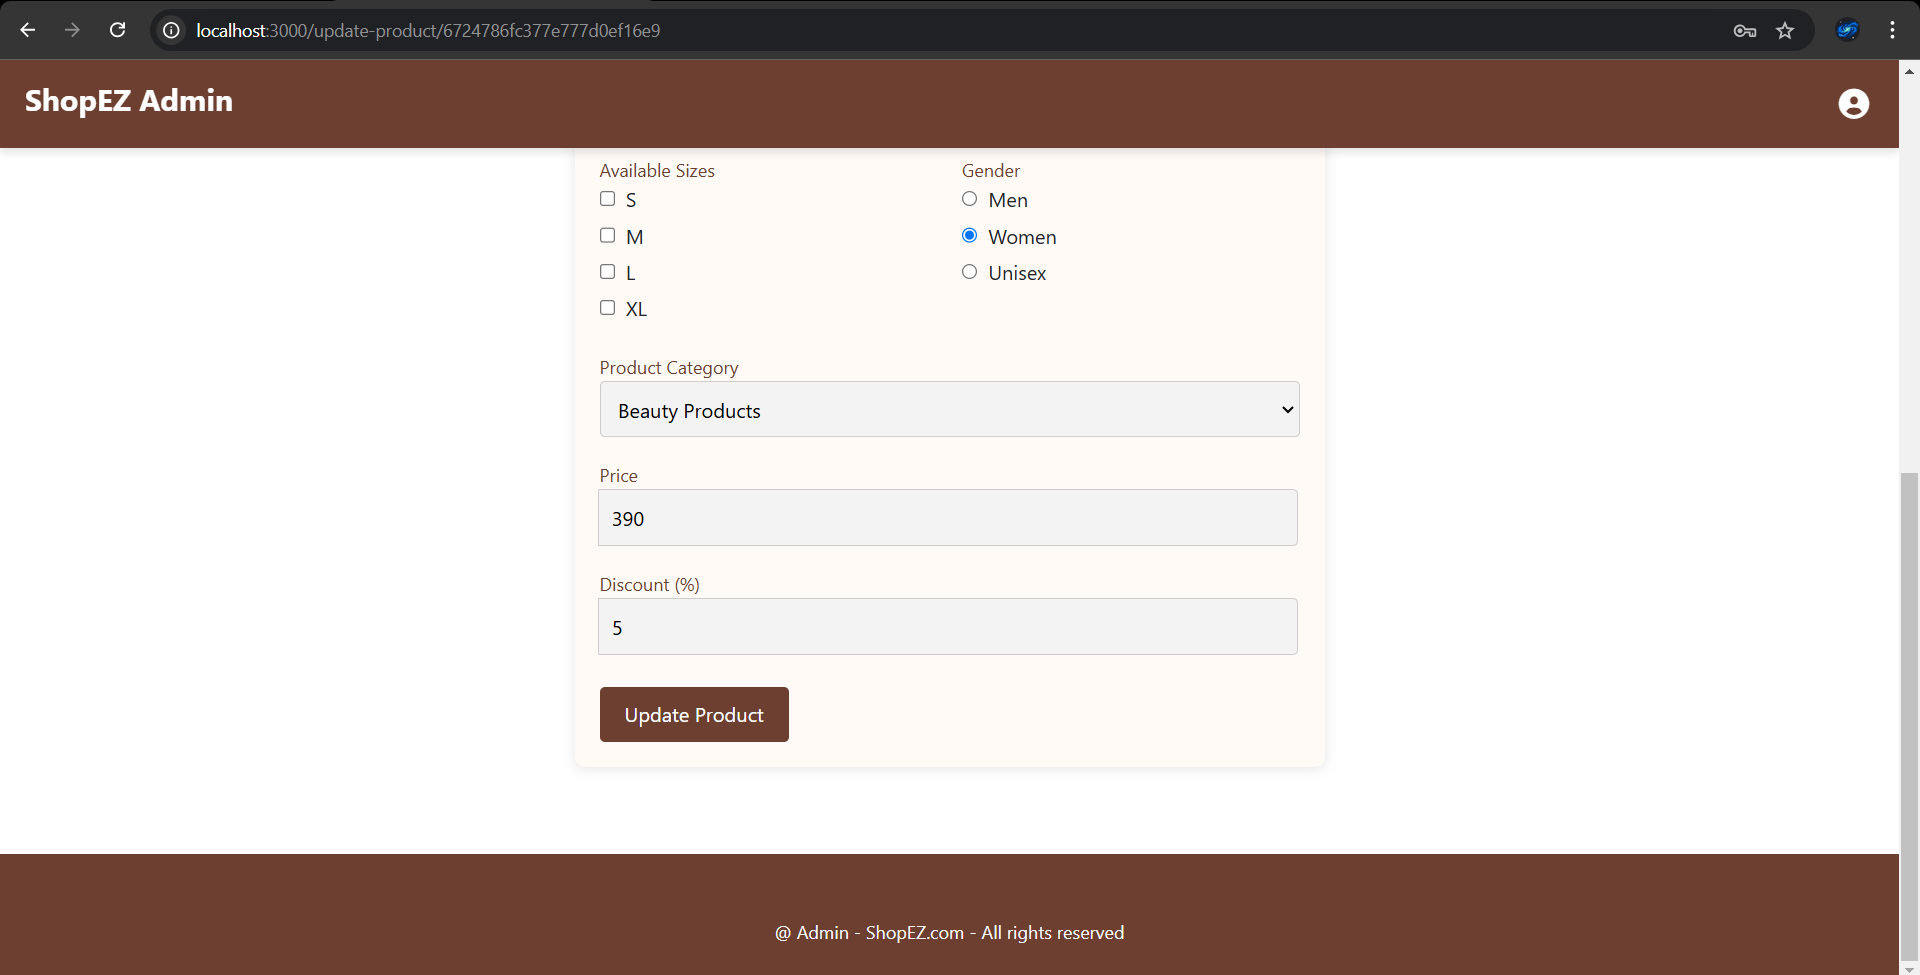 localhost:3000/update-product/6724786fc377e777d0ef16e9
ShopEZ Admin
Available Sizes
S
M
L
XL
Gender
Men
Women
Unisex
Product Category
Beauty Products
Price
390
Discount (%)
5
Update Product
@ Admin - ShopEZ.com - All rights reserved